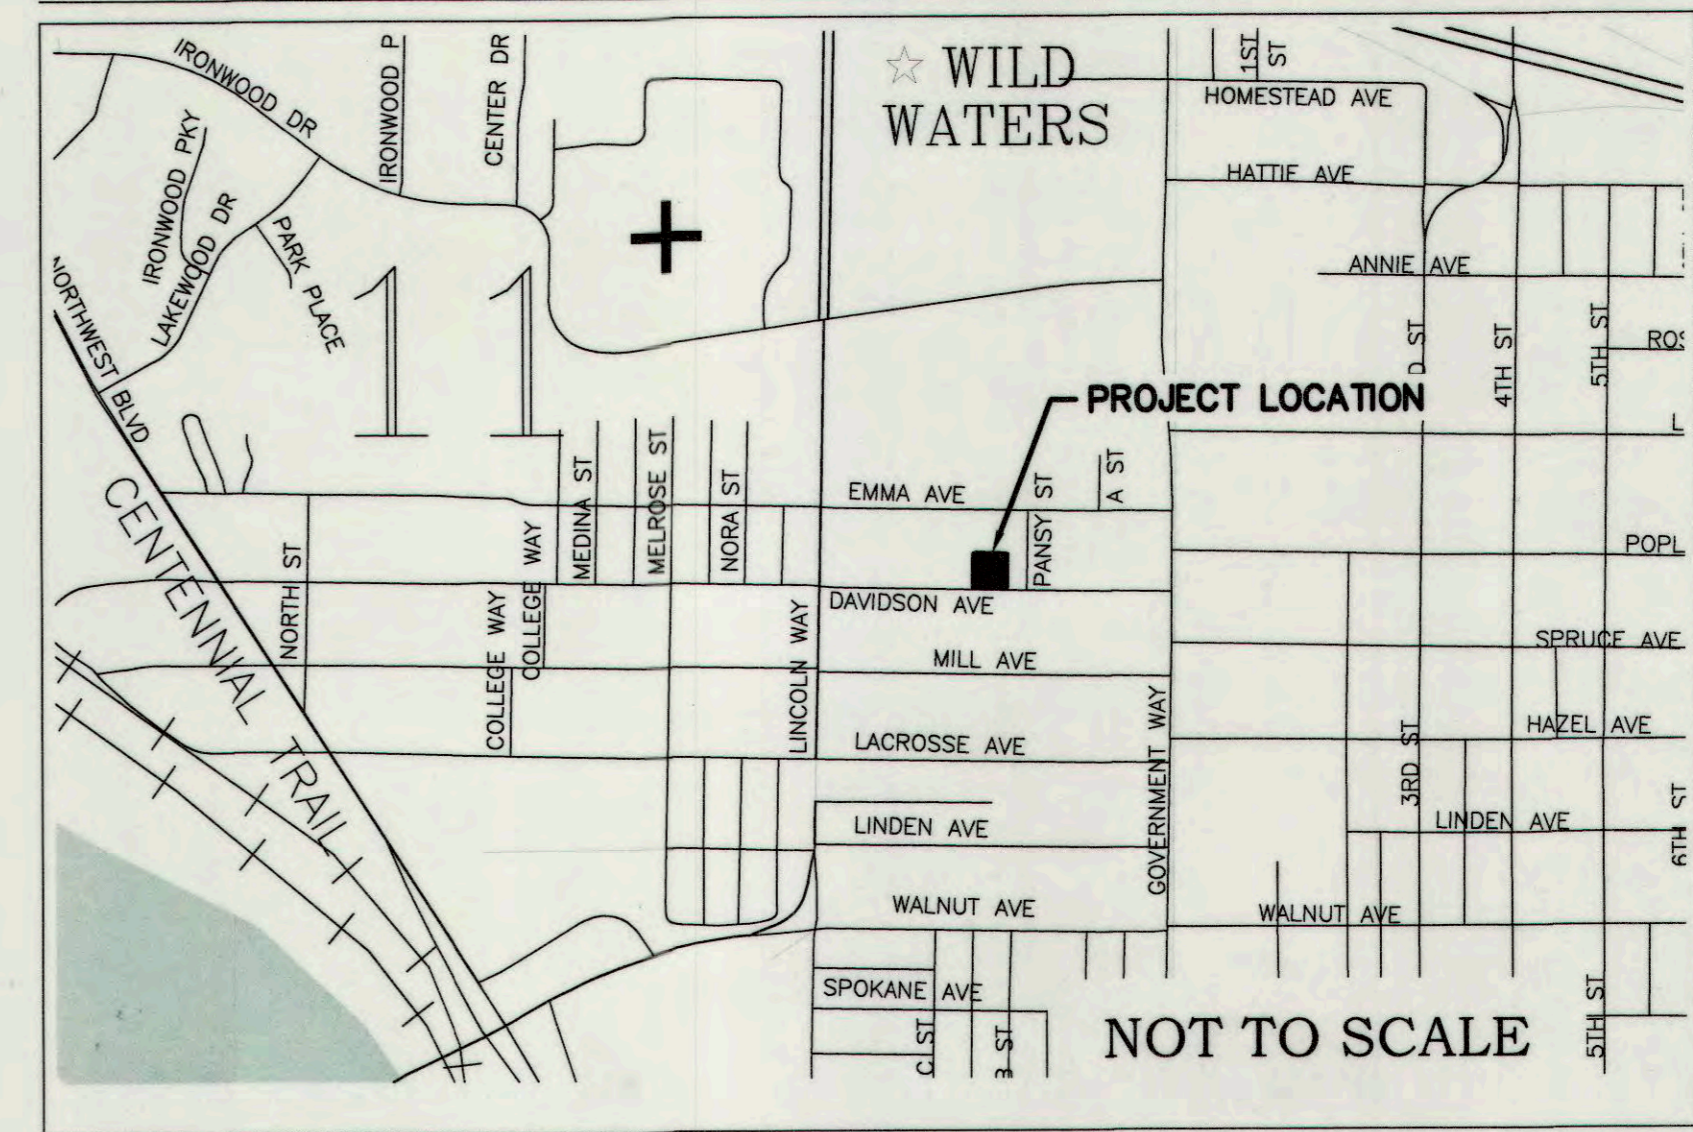 IRONWOOD DR
IRONWOOD P
CENTER DR
WILD
WATERS
1ST
ST
HOMESTEAD AVE
HATTIE AVE
ANNIE AVE
IRONWOOD PKY
LAKEWOOD DR
PARK PLACE
NORTHWEST BLVD
11
D ST
4TH ST
5TH ST
PROJECT LOCATION
CENTENNIAL TRAIL
NORTH ST
COLLEGE WAY
COLLEGE WAY
MEDINA ST
MELROSE ST
NORA ST
EMMA AVE
PANSY ST
A ST
POPL
DAVIDSON AVE
LINCOLN WAY
MILL AVE
SPRUCE AVE
LACROSSE AVE
GOVERNMENT WAY
3RD ST
HAZEL AVE
LINDEN AVE
LINDEN AVE
6TH ST
WALNUT AVE
WALNUT AVE
SPOKANE AVE
C ST
ST
NOT TO SCALE
5TH ST